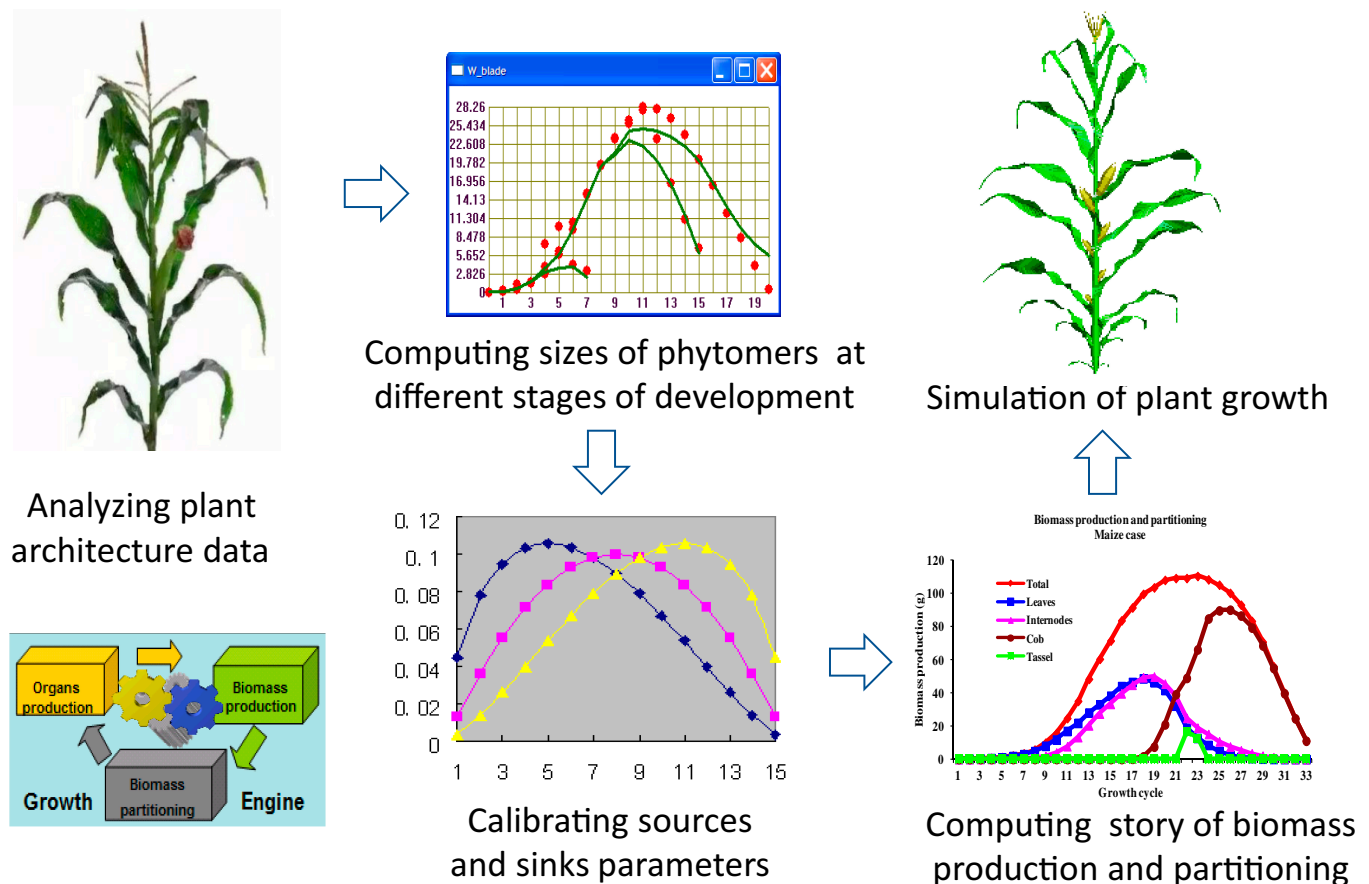 W_blade
28.26
25.434
22.608
19.782
16.956
14.13
11.304
8.478
5.652
2.826
0
1 3 5 7 9 11 13 15 17 19
Computing sizes of phytomers at
different stages of development
Simulation of plant growth
Analyzing plant
architecture data
Organs
production
Biomass
production
Biomass
partitioning
Growth
Engine
0. 12
0. 1
0. 08
0. 06
0. 04
0. 02
0
1 3 5 7 9 11 13 15
Calibrating sources
and sinks parameters
Biomass production and partitioning
Maize case
Biomass production (g)
120
100
80
60
40
20
0
Total
Leaves
Internodes
Cob
Tassel
1 3 5 7 9 11 13 15 17 19 21 23 25 27 29 31 33
Growth cycle
Computing story of biomass
production and partitioning